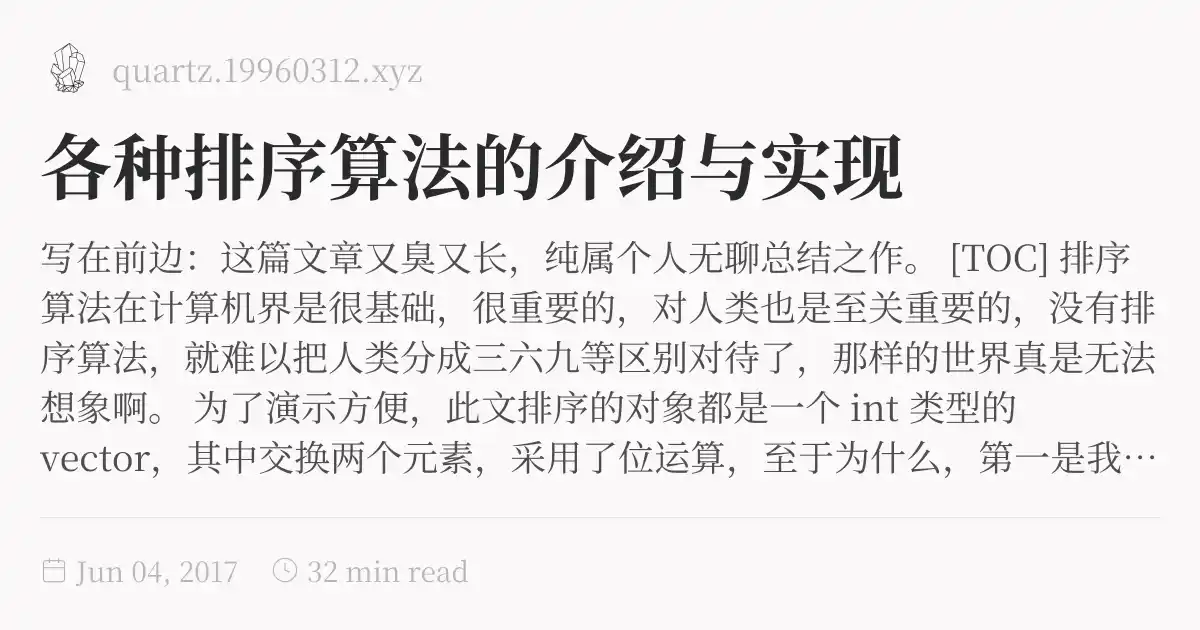 quartz.19960312.xyz
各种排序算法的介绍与实现
写在前边：这篇文章又臭又长，纯属个人无聊总结之作。 [TOC] 排序
算法在计算机界是很基础，很重要的，对人类也是至关重要的，没有排
序算法，就难以把人类分成三六九等区别对待了，那样的世界真是无法
想象啊。 为了演示方便，此文排序的对象都是一个 int 类型的
vector，其中交换两个元素，采用了位运算，至于为什么，第一是我…
Jun 04, 2017 32 min read